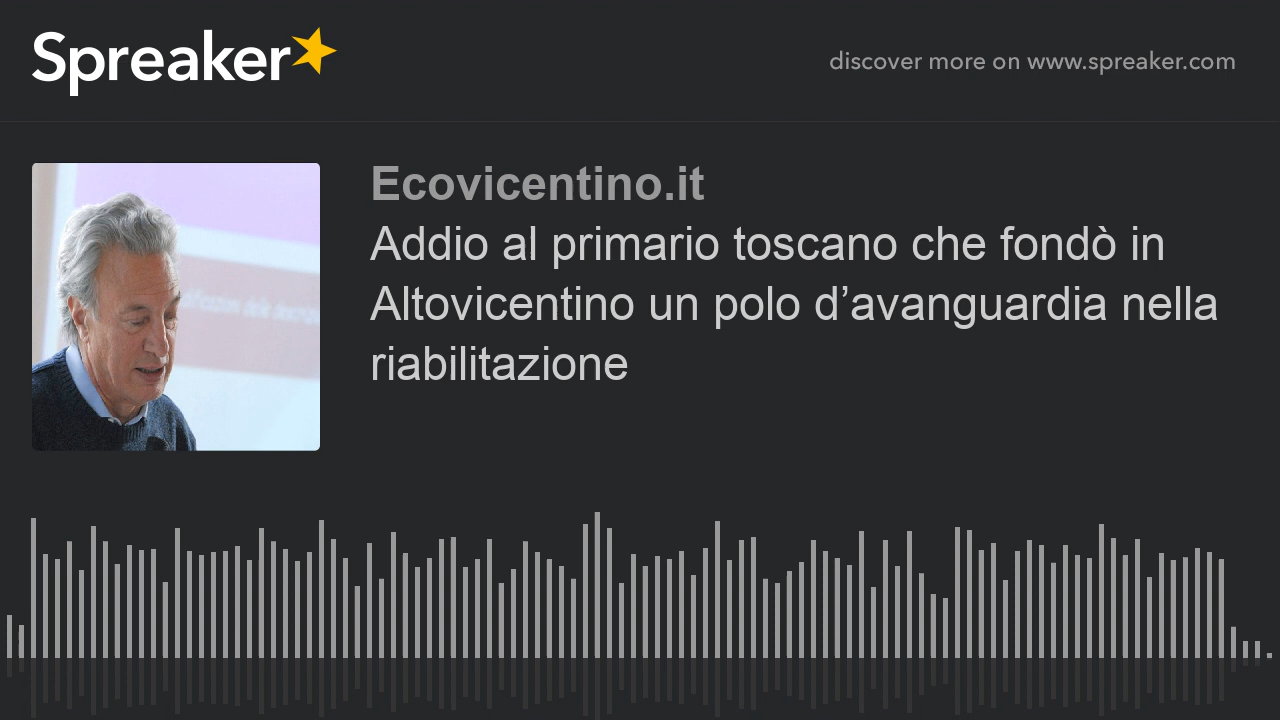 Spreaker
discover more on www.spreaker.com
Ecovicentino.it
Addio al primario toscano che fondò in
Altovicentino un polo d’avanguardia nella
riabilitazione